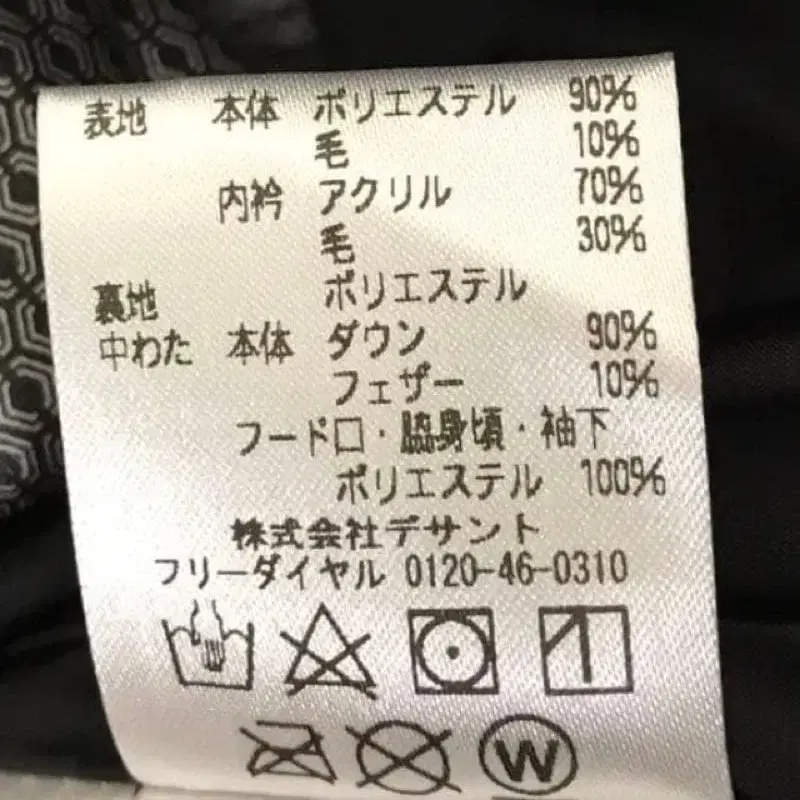 表地 本体 ポリエステル 90%
毛 10%
内衿 アクリル 70%
毛 30%
裏地 ポリエステル
中わた 本体 ダウン 90%
フェザー 10%
フード口・脇身頃・袖下
ポリエステル 100%
株式会社デサント
フリーダイヤル 0120-46-0310
W